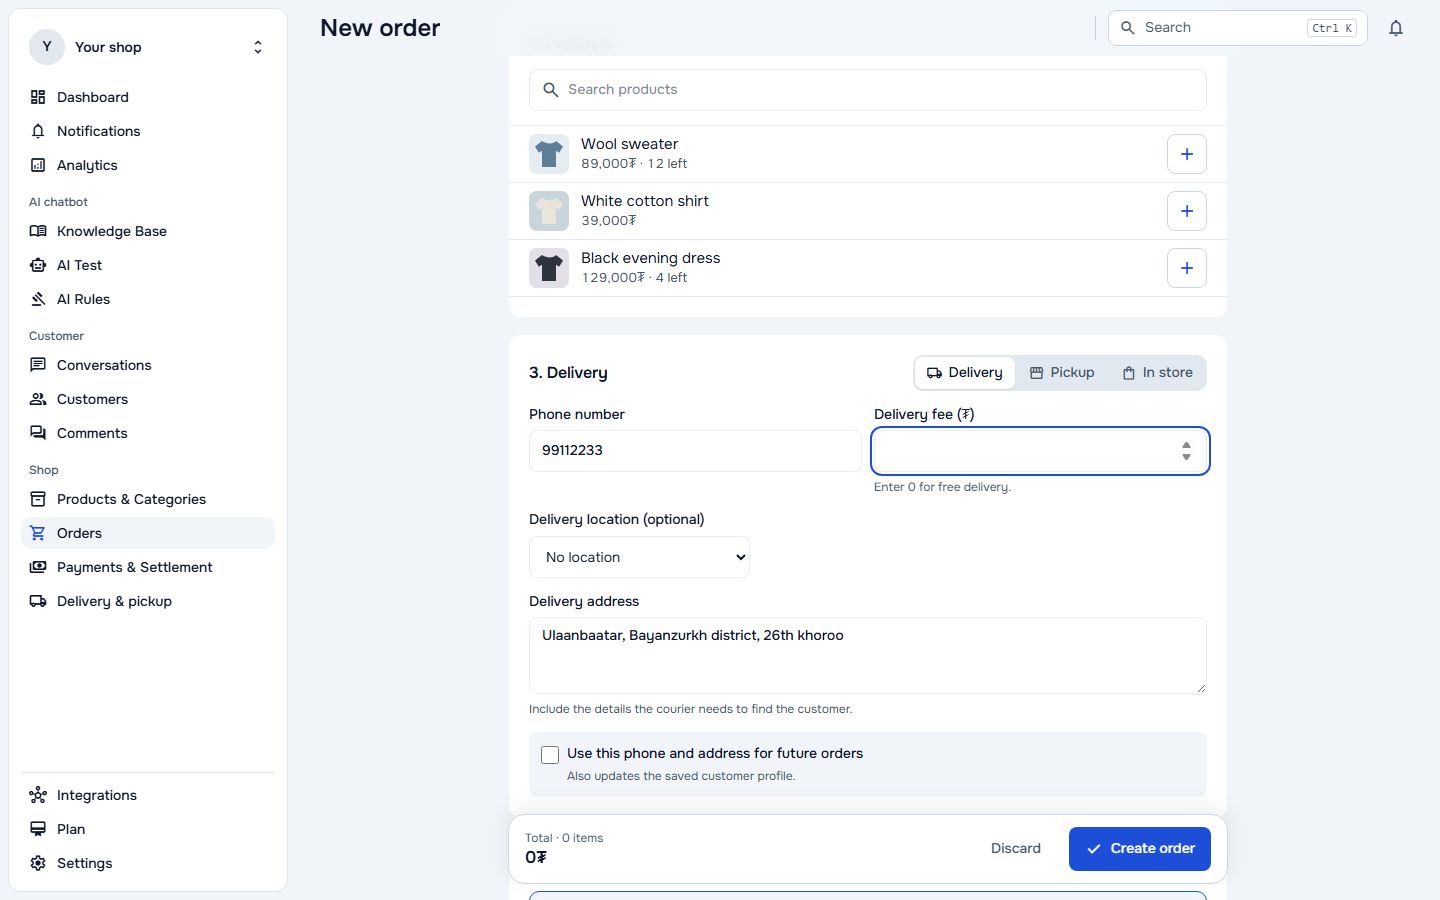 Y
Your shop
Dashboard
Notifications
Analytics
AI chatbot
Knowledge Base
AI Test
AI Rules
Customer
Conversations
Customers
Comments
Shop
Products & Categories
Orders
Payments & Settlement
Delivery & pickup
Integrations
Plan
Settings
New order
Search
Ctrl K
2. Products
Search products
Wool sweater
89,000₮ · 12 left
White cotton shirt
39,000₮
Black evening dress
129,000₮ · 4 left
3. Delivery
Delivery
Pickup
In store
Phone number
99112233
Delivery fee (₮)
Enter 0 for free delivery.
Delivery location (optional)
No location
Delivery address
Ulaanbaatar, Bayanzurkh district, 26th khoroo
Include the details the courier needs to find the customer.
Use this phone and address for future orders
Also updates the saved customer profile.
Total · 0 items
0₮
Discard
Create order